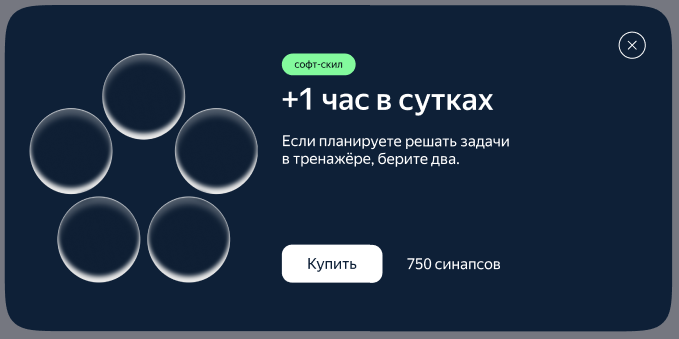 софт-скил
+1 час в сутках
Если планируете решать задачи
в тренажёре, берите два.
Купить
750 синапсов